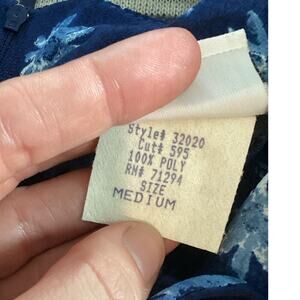 Style# 32020
Cut# 595
100% POLY
RN# 71294
SIZE
MEDIUM